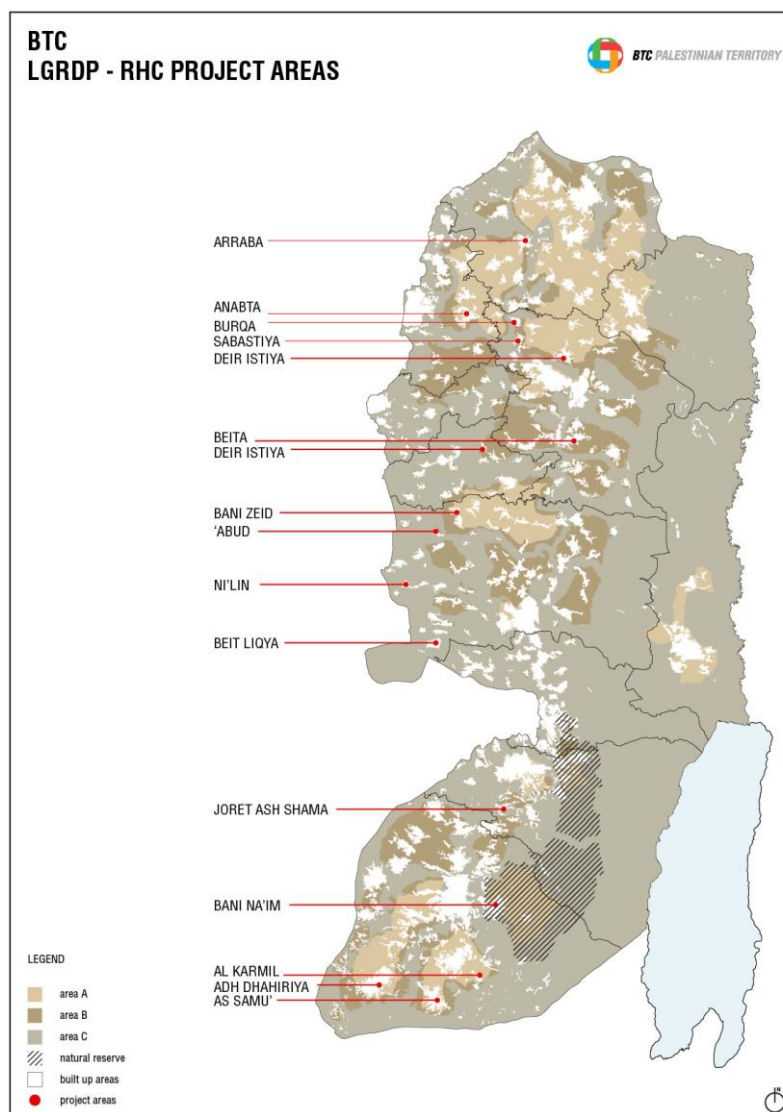 BTC
LGRDP - RHC PROJECT AREAS
BTC PALESTINIAN TERRITORY
ARRABA
ANABTA
BURQA
SABASTIYA
DEIR ISTIYA
BEITA
DEIR ISTIYA
BANI ZEID
‘ABUD
NI’LIN
BEIT LIQYA
JORET ASH SHAMA
BANI NA’IM
AL KARMIL
ADH DHAHIRIYA
AS SAMU’
LEGEND
area A
area B
area C
natural reserve
built up areas
project areas